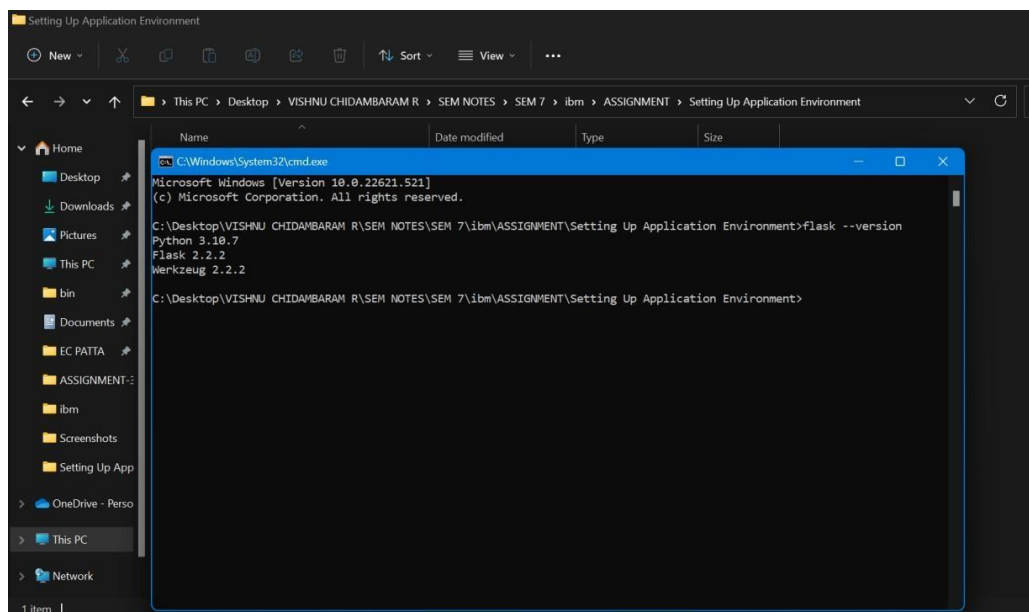 Setting Up Application Environment
New
Sort
View
This PC > Desktop > VISHNU CHIDAMBARAM R > SEM NOTES > SEM 7 > ibm > ASSIGNMENT > Setting Up Application Environment
Name Date modified Type Size
Home
Desktop
Downloads
Pictures
This PC
bin
Documents
EC PATTA
ASSIGNMENT-3
ibm
Screenshots
Setting Up App
OneDrive - Perso
This PC
Network
1 item
C:\Windows\System32\cmd.exe
Microsoft Windows [Version 10.0.22621.521]
(c) Microsoft Corporation. All rights reserved.
C:\Desktop\VISHNU CHIDAMBARAM R\SEM NOTES\SEM 7\ibm\ASSIGNMENT\Setting Up Application Environment>flask --version
Python 3.10.7
Flask 2.2.2
Werkzeug 2.2.2
C:\Desktop\VISHNU CHIDAMBARAM R\SEM NOTES\SEM 7\ibm\ASSIGNMENT\Setting Up Application Environment>